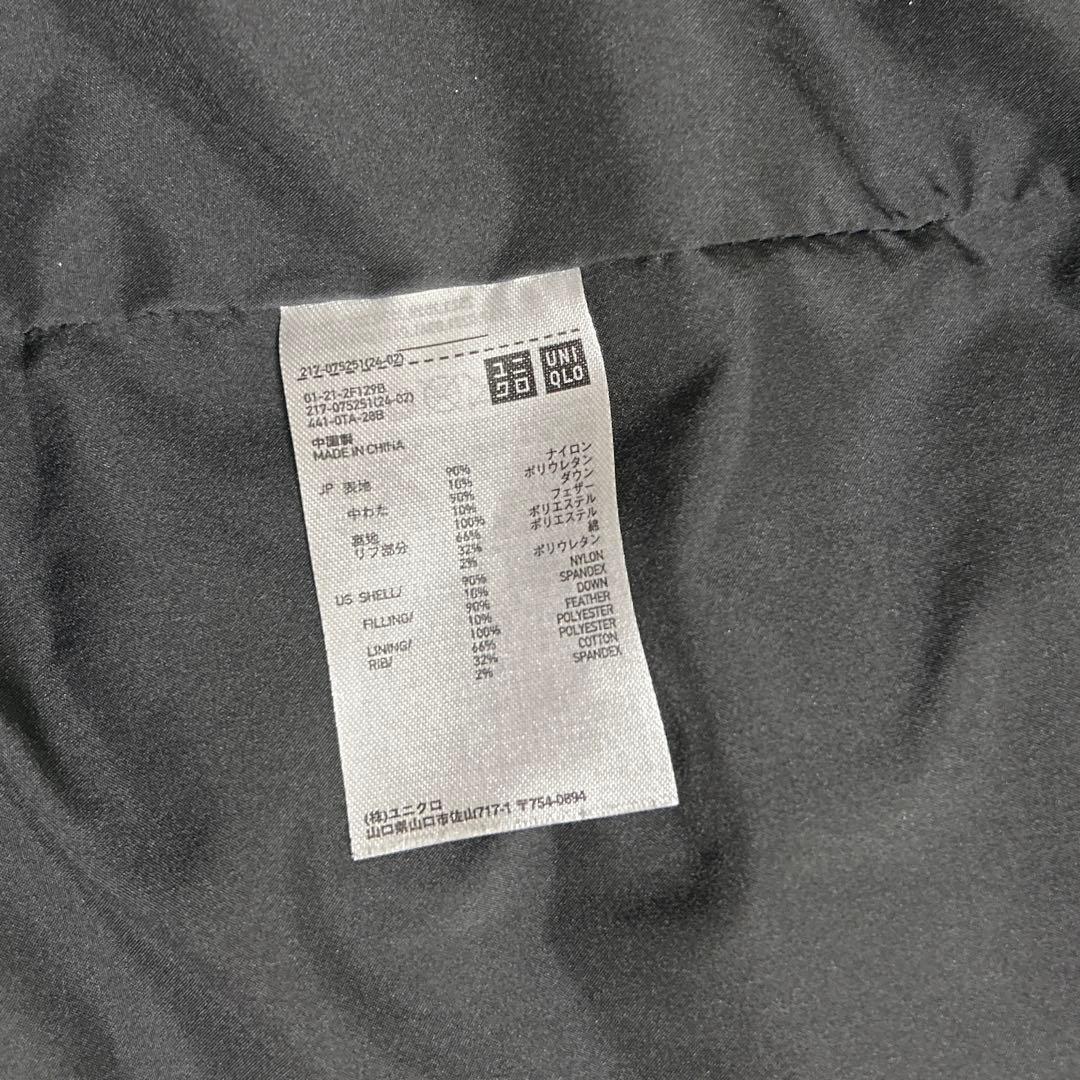 217-075251(24-02)
ユニ
クロ
UNI
QLO
01-21-2F129B
217-075251(24-02)
441-0TA-28B
中国製
MADE IN CHINA
JP 表地 90% ナイロン
10% ポリウレタン
中わた 90% ダウン
10% フェザー
裏地 100% ポリエステル
リブ部分 66% ポリエステル
32% 綿
2% ポリウレタン
US SHELL/ 90% NYLON
10% SPANDEX
FILLING/ 90% DOWN
10% FEATHER
LINING/ 100% POLYESTER
RIB/ 66% POLYESTER
32% COTTON
2% SPANDEX
(株)ユニクロ
山口県山口市佐山717-1 〒754-0894